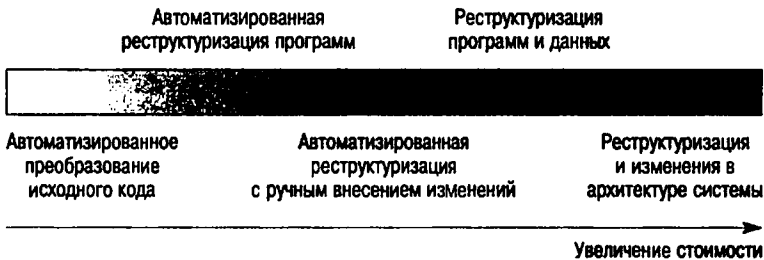 Автоматизированная
реструктуризация программ
Реструктуризация
программ и данных
Автоматизированное
преобразование
исходного кода
Автоматизированная
реструктуризация
с ручным внесением изменений
Реструктуризация
и изменения в
архитектуре системы
Увеличение стоимости